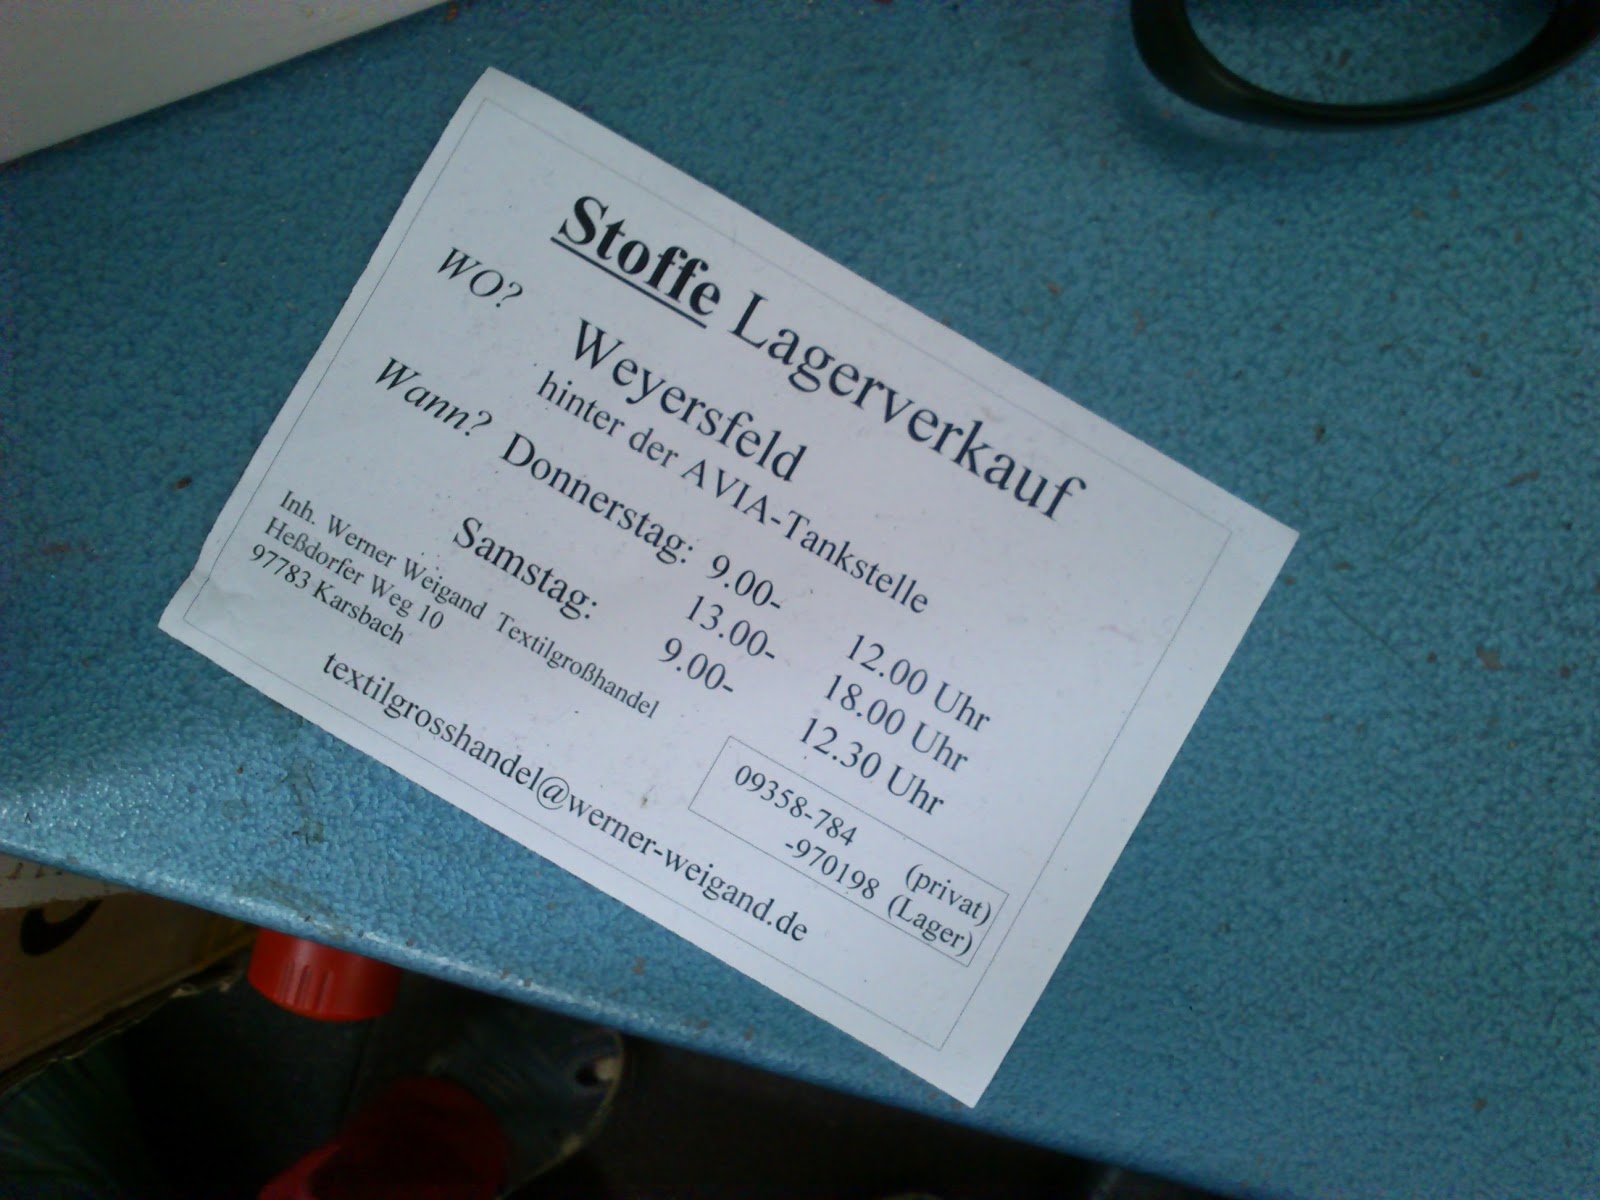 Stoffe Lagerverkauf
WO? Weyersfeld
hinter der AVIA-Tankstelle
Wann? Donnerstag: 9.00- 12.00 Uhr
13.00- 18.00 Uhr
Samstag: 9.00- 12.30 Uhr
Inh. Werner Weigand Textilgroßhandel
Heßdorfer Weg 10
97783 Karsbach
09358-784 (privat)
-970198 (Lager)
textilgrosshandel@werner-weigand.de